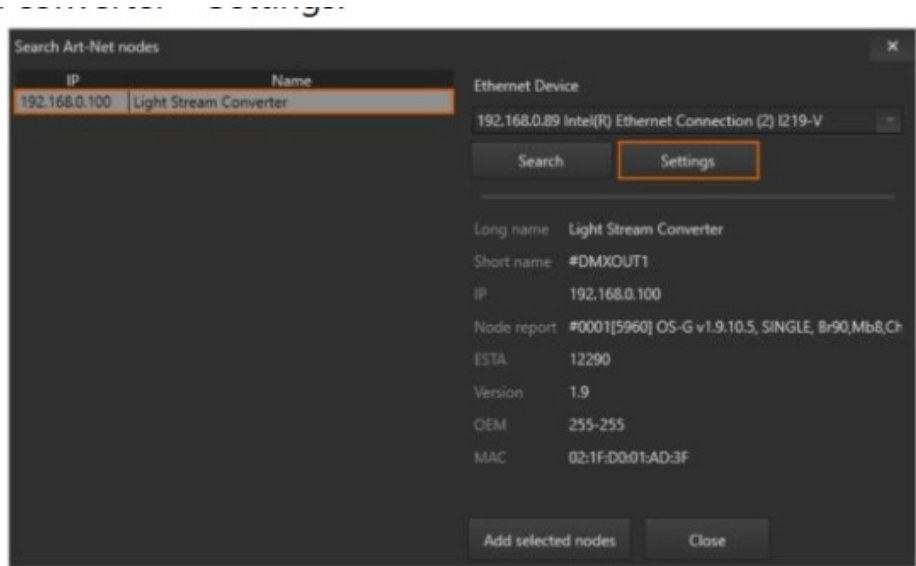 Search Art-Net nodes
IP Name
192.168.0.100 Light Stream Converter
Ethernet Device
192.168.0.89 Intel(R) Ethernet Connection (2) I219-V
Search Settings
Long name Light Stream Converter
Short name #DMXOUT1
IP 192.168.0.100
Node report #0001[5960] OS-G v1.9.10.5, SINGLE, Br90,Mb8,Ch
ESTA 12290
Version 1.9
OEM 255-255
MAC 02:1F:D0:01:AD:3F
Add selected nodes Close